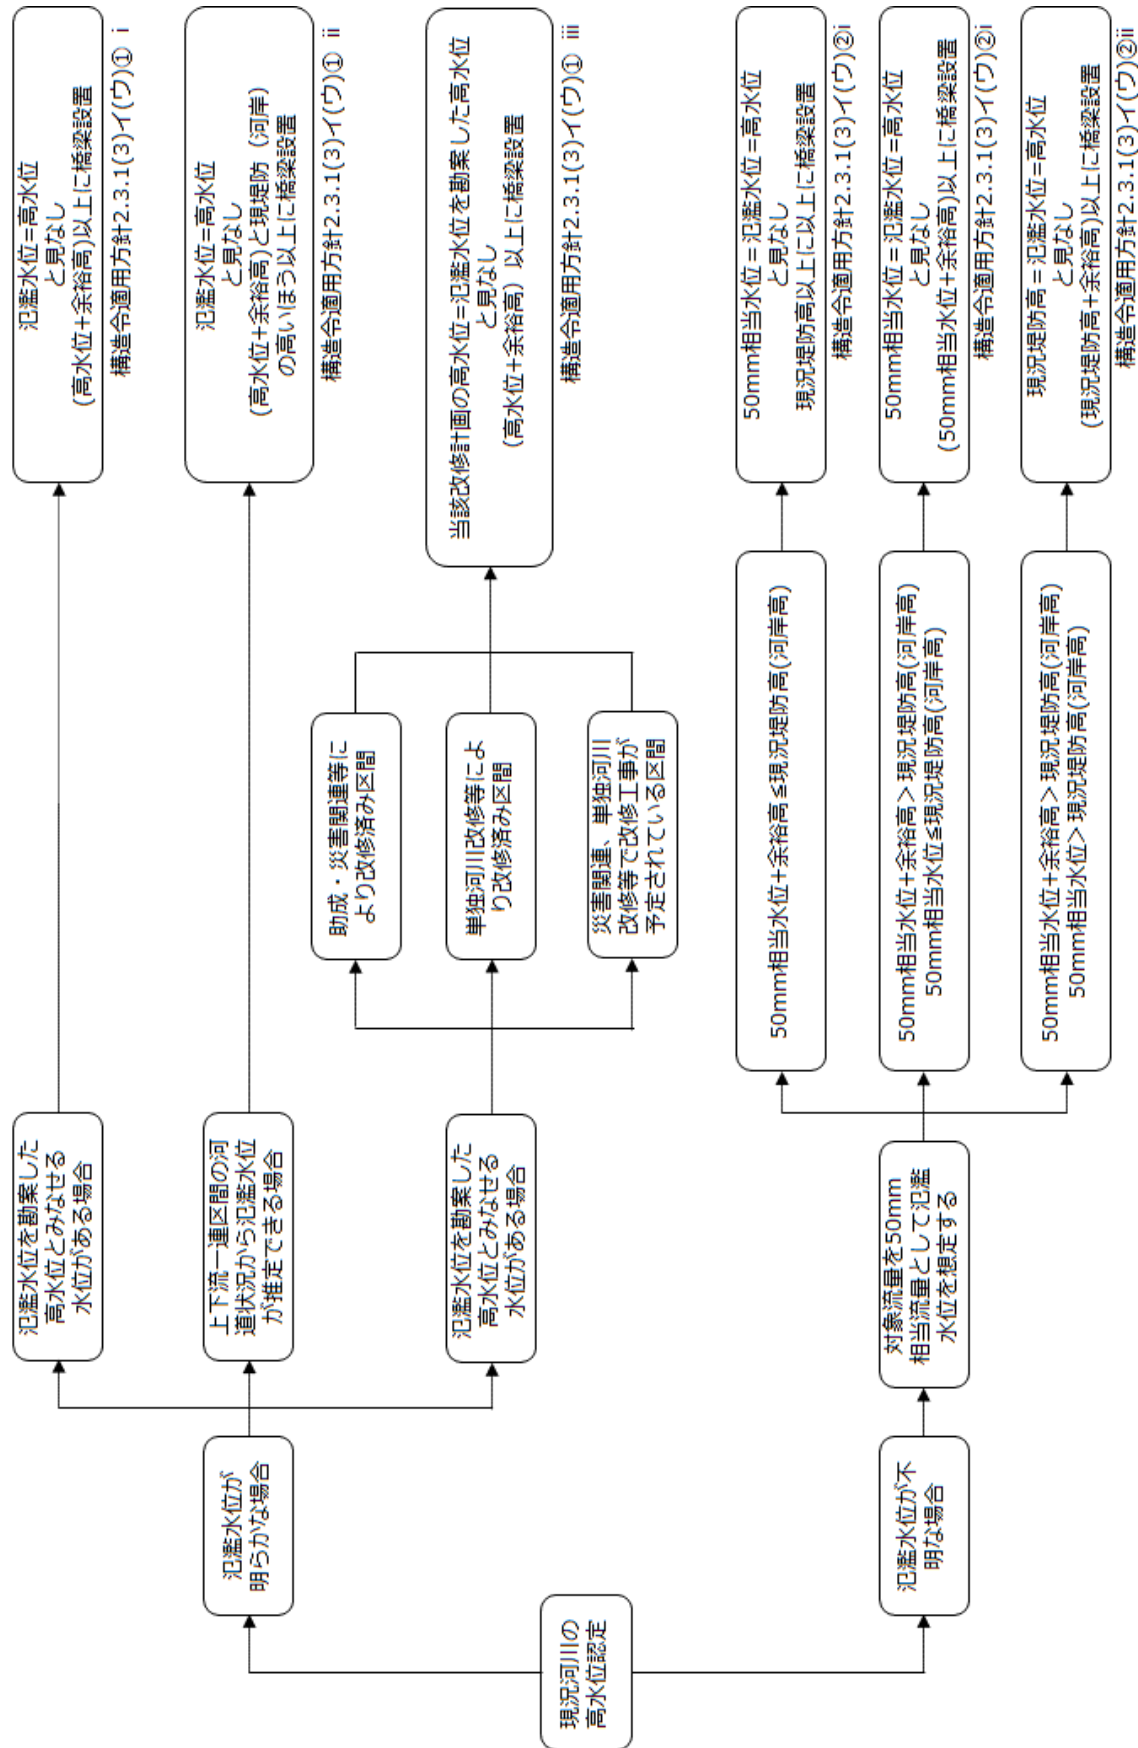 現況河川の
高水位認定
氾濫水位が
明らかな場合
氾濫水位を勘案した
高水位とみなせる
水位がある場合
氾濫水位=高水位
と見なし
(高水位+余裕高)以上に橋梁設置
構造令適用方針2.3.1(3)イ(ウ)① ⅰ
上下流一連区間の河
道状況から氾濫水位
が推定できる場合
氾濫水位=高水位
と見なし
(高水位+余裕高)と現堤防（河岸）
の高いほう以上に橋梁設置
構造令適用方針2.3.1(3)イ(ウ)① ⅱ
氾濫水位を勘案した
高水位とみなせる
水位がある場合
助成・災害関連等に
より改修済み区間
単独河川改修等によ
り改修済み区間
災害関連、単独河川
改修等で改修工事が
予定されている区間
当該改修計画の高水位=氾濫水位を勘案した高水位
と見なし
(高水位+余裕高）以上に橋梁設置
構造令適用方針2.3.1(3)イ(ウ)① ⅲ
氾濫水位が不
明な場合
対象流量を50mm
相当流量として氾濫
水位を想定する
50mm相当水位+余裕高≦現況堤防高(河岸高)
50mm相当水位=氾濫水位=高水位
と見なし
現況堤防高以上に以上に橋梁設置
構造令適用方針2.3.1(3)イ(ウ)②ⅰ
50mm相当水位+余裕高＞現況堤防高(河岸高)
50mm相当水位≦現況堤防高(河岸高)
50mm相当水位=氾濫水位=高水位
と見なし
(50mm相当水位+余裕高)以上に橋梁設置
構造令適用方針2.3.1(3)イ(ウ)②ⅰ
50mm相当水位+余裕高＞現況堤防高(河岸高)
50mm相当水位＞現況堤防高(河岸高)
現況堤防高=氾濫水位=高水位
と見なし
(現況堤防高+余裕高)以上に橋梁設置
構造令適用方針2.3.1(3)イ(ウ)②ⅱ